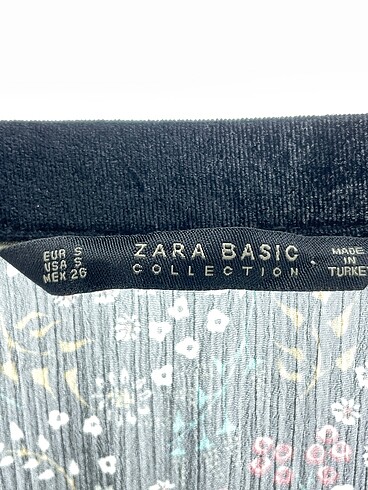 EUR S
USA S
MEX 26
ZARA BASIC
COLLECTION
MADE
IN
TURKEY